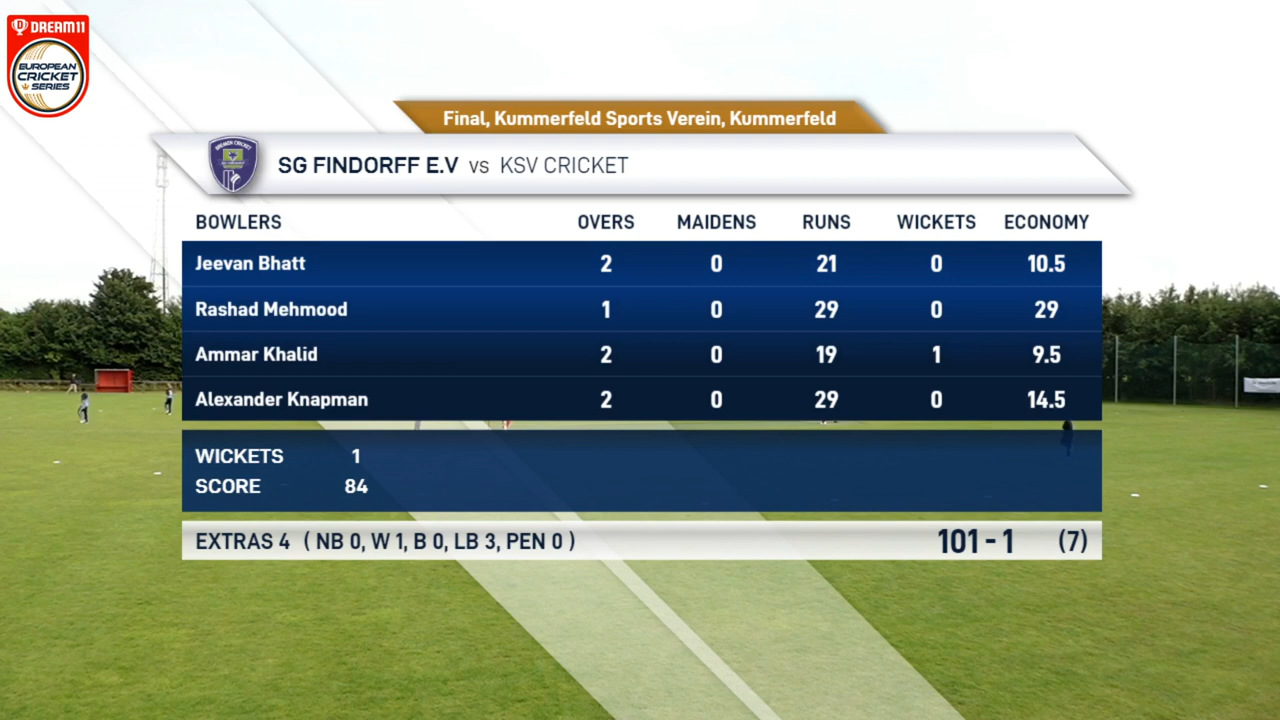 DREAM11
EUROPEAN
CRICKET
SERIES
Final, Kummerfeld Sports Verein, Kummerfeld
SG FINDORFF E.V vs KSV CRICKET
BOWLERS OVERS MAIDENS RUNS WICKETS ECONOMY
Jeevan Bhatt 2 0 21 0 10.5
Rashad Mehmood 1 0 29 0 29
Ammar Khalid 2 0 19 1 9.5
Alexander Knapman 2 0 29 0 14.5
WICKETS 1
SCORE 84
EXTRAS 4 ( NB 0, W 1, B 0, LB 3, PEN 0 ) 101 - 1 (7)